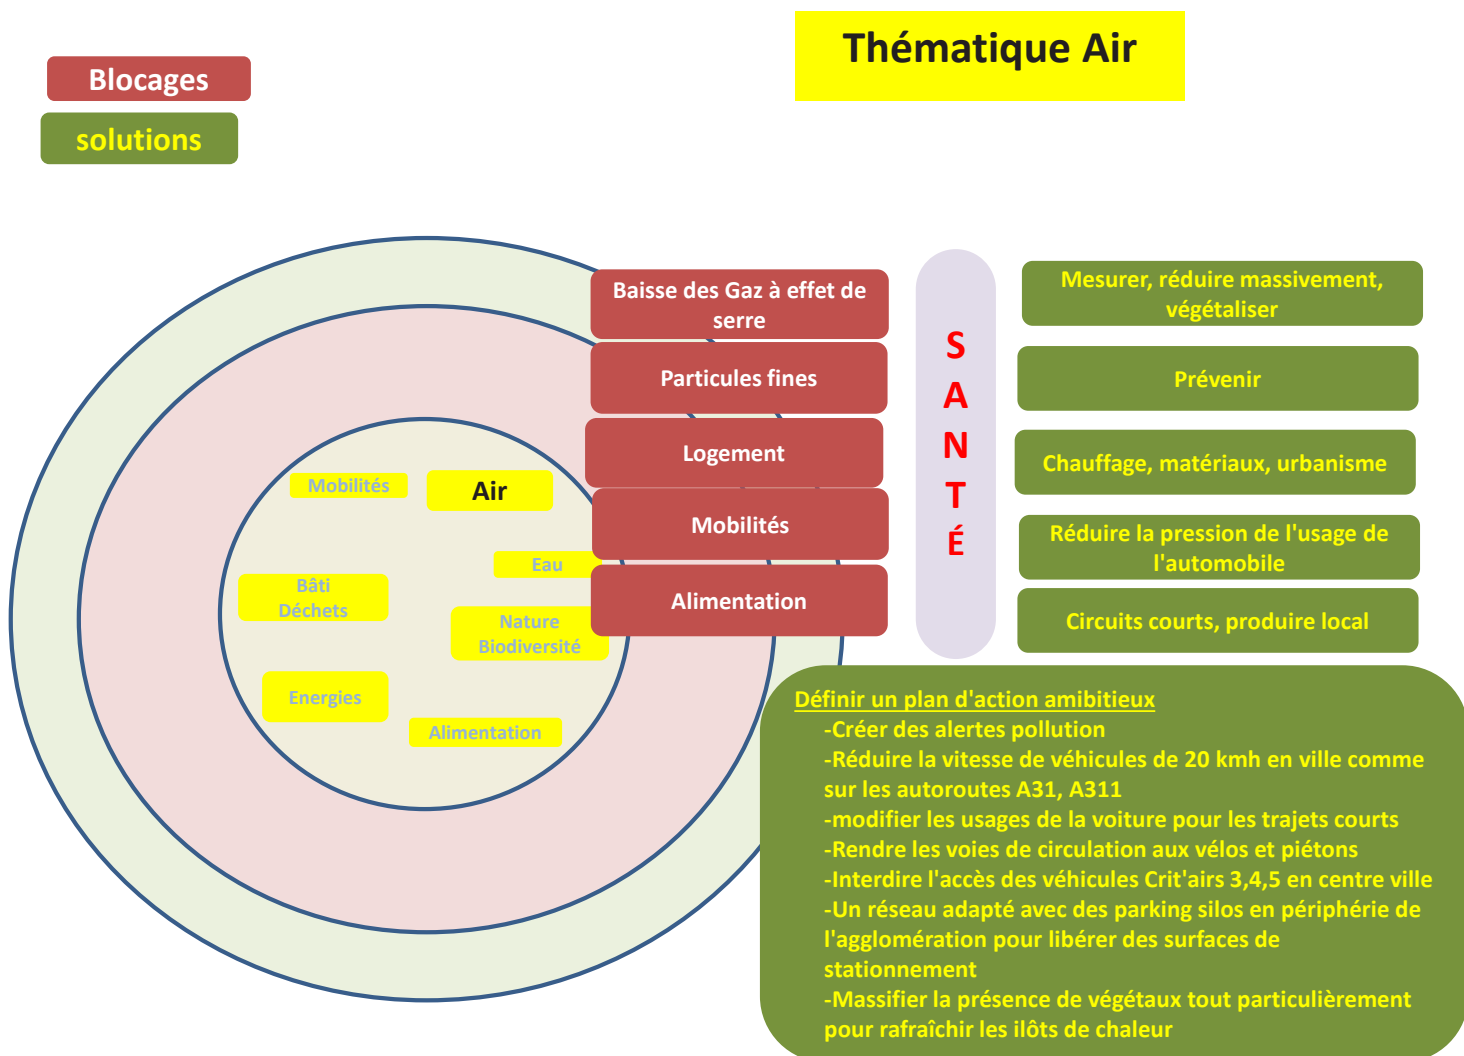 Thématique Air
Blocages
solutions
Baisse des Gaz à effet de
serre
Particules fines
Logement
Mobilités
Alimentation
S
A
N
T
É
Mesurer, réduire massivement,
végétaliser
Prévenir
Chauffage, matériaux, urbanisme
Réduire la pression de l'usage de
l'automobile
Circuits courts, produire local
Mobilités
Air
Eau
Bâti
Déchets
Nature
Biodiversité
Energies
Alimentation
Définir un plan d'action amibitieux
-Créer des alertes pollution
-Réduire la vitesse de véhicules de 20 kmh en ville comme
sur les autoroutes A31, A311
-modifier les usages de la voiture pour les trajets courts
-Rendre les voies de circulation aux vélos et piétons
-Interdire l'accès des véhicules Crit'airs 3,4,5 en centre ville
-Un réseau adapté avec des parking silos en périphérie de
l'agglomération pour libérer des surfaces de
stationnement
-Massifier la présence de végétaux tout particulièrement
pour rafraîchir les ilôts de chaleur